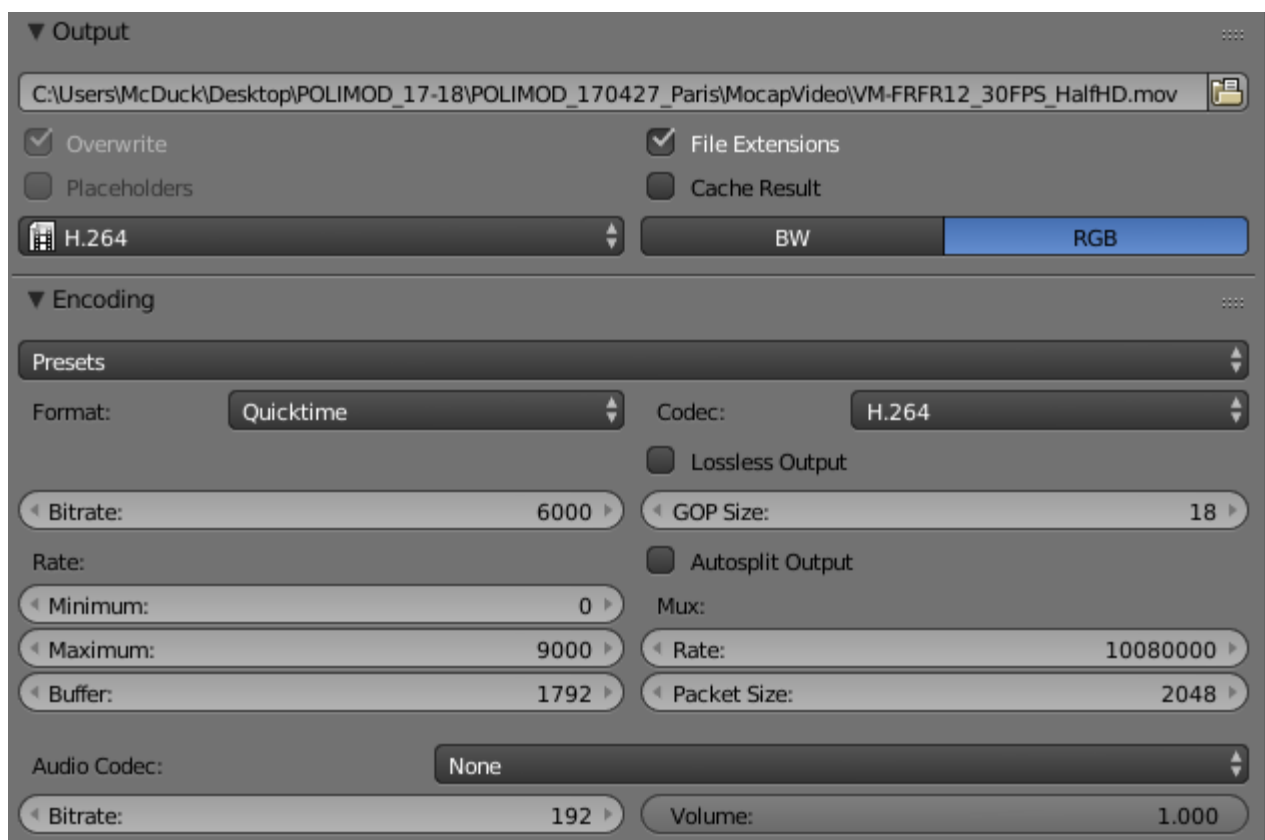 Output
C:\Users\McDuck\Desktop\POLIMOD_17-18\POLIMOD_170427_Paris\MocapVideo\VM-FRFR12_30FPS_HalfHD.mov
Overwrite File Extensions
Placeholders Cache Result
H.264 BW RGB
Encoding
Presets
Format: Quicktime Codec: H.264
Lossless Output
Bitrate: 6000 GOP Size: 18
Rate: Autosplit Output
Minimum: 0 Mux:
Maximum: 9000 Rate: 10080000
Buffer: 1792 Packet Size: 2048
Audio Codec: None
Bitrate: 192 Volume: 1.000